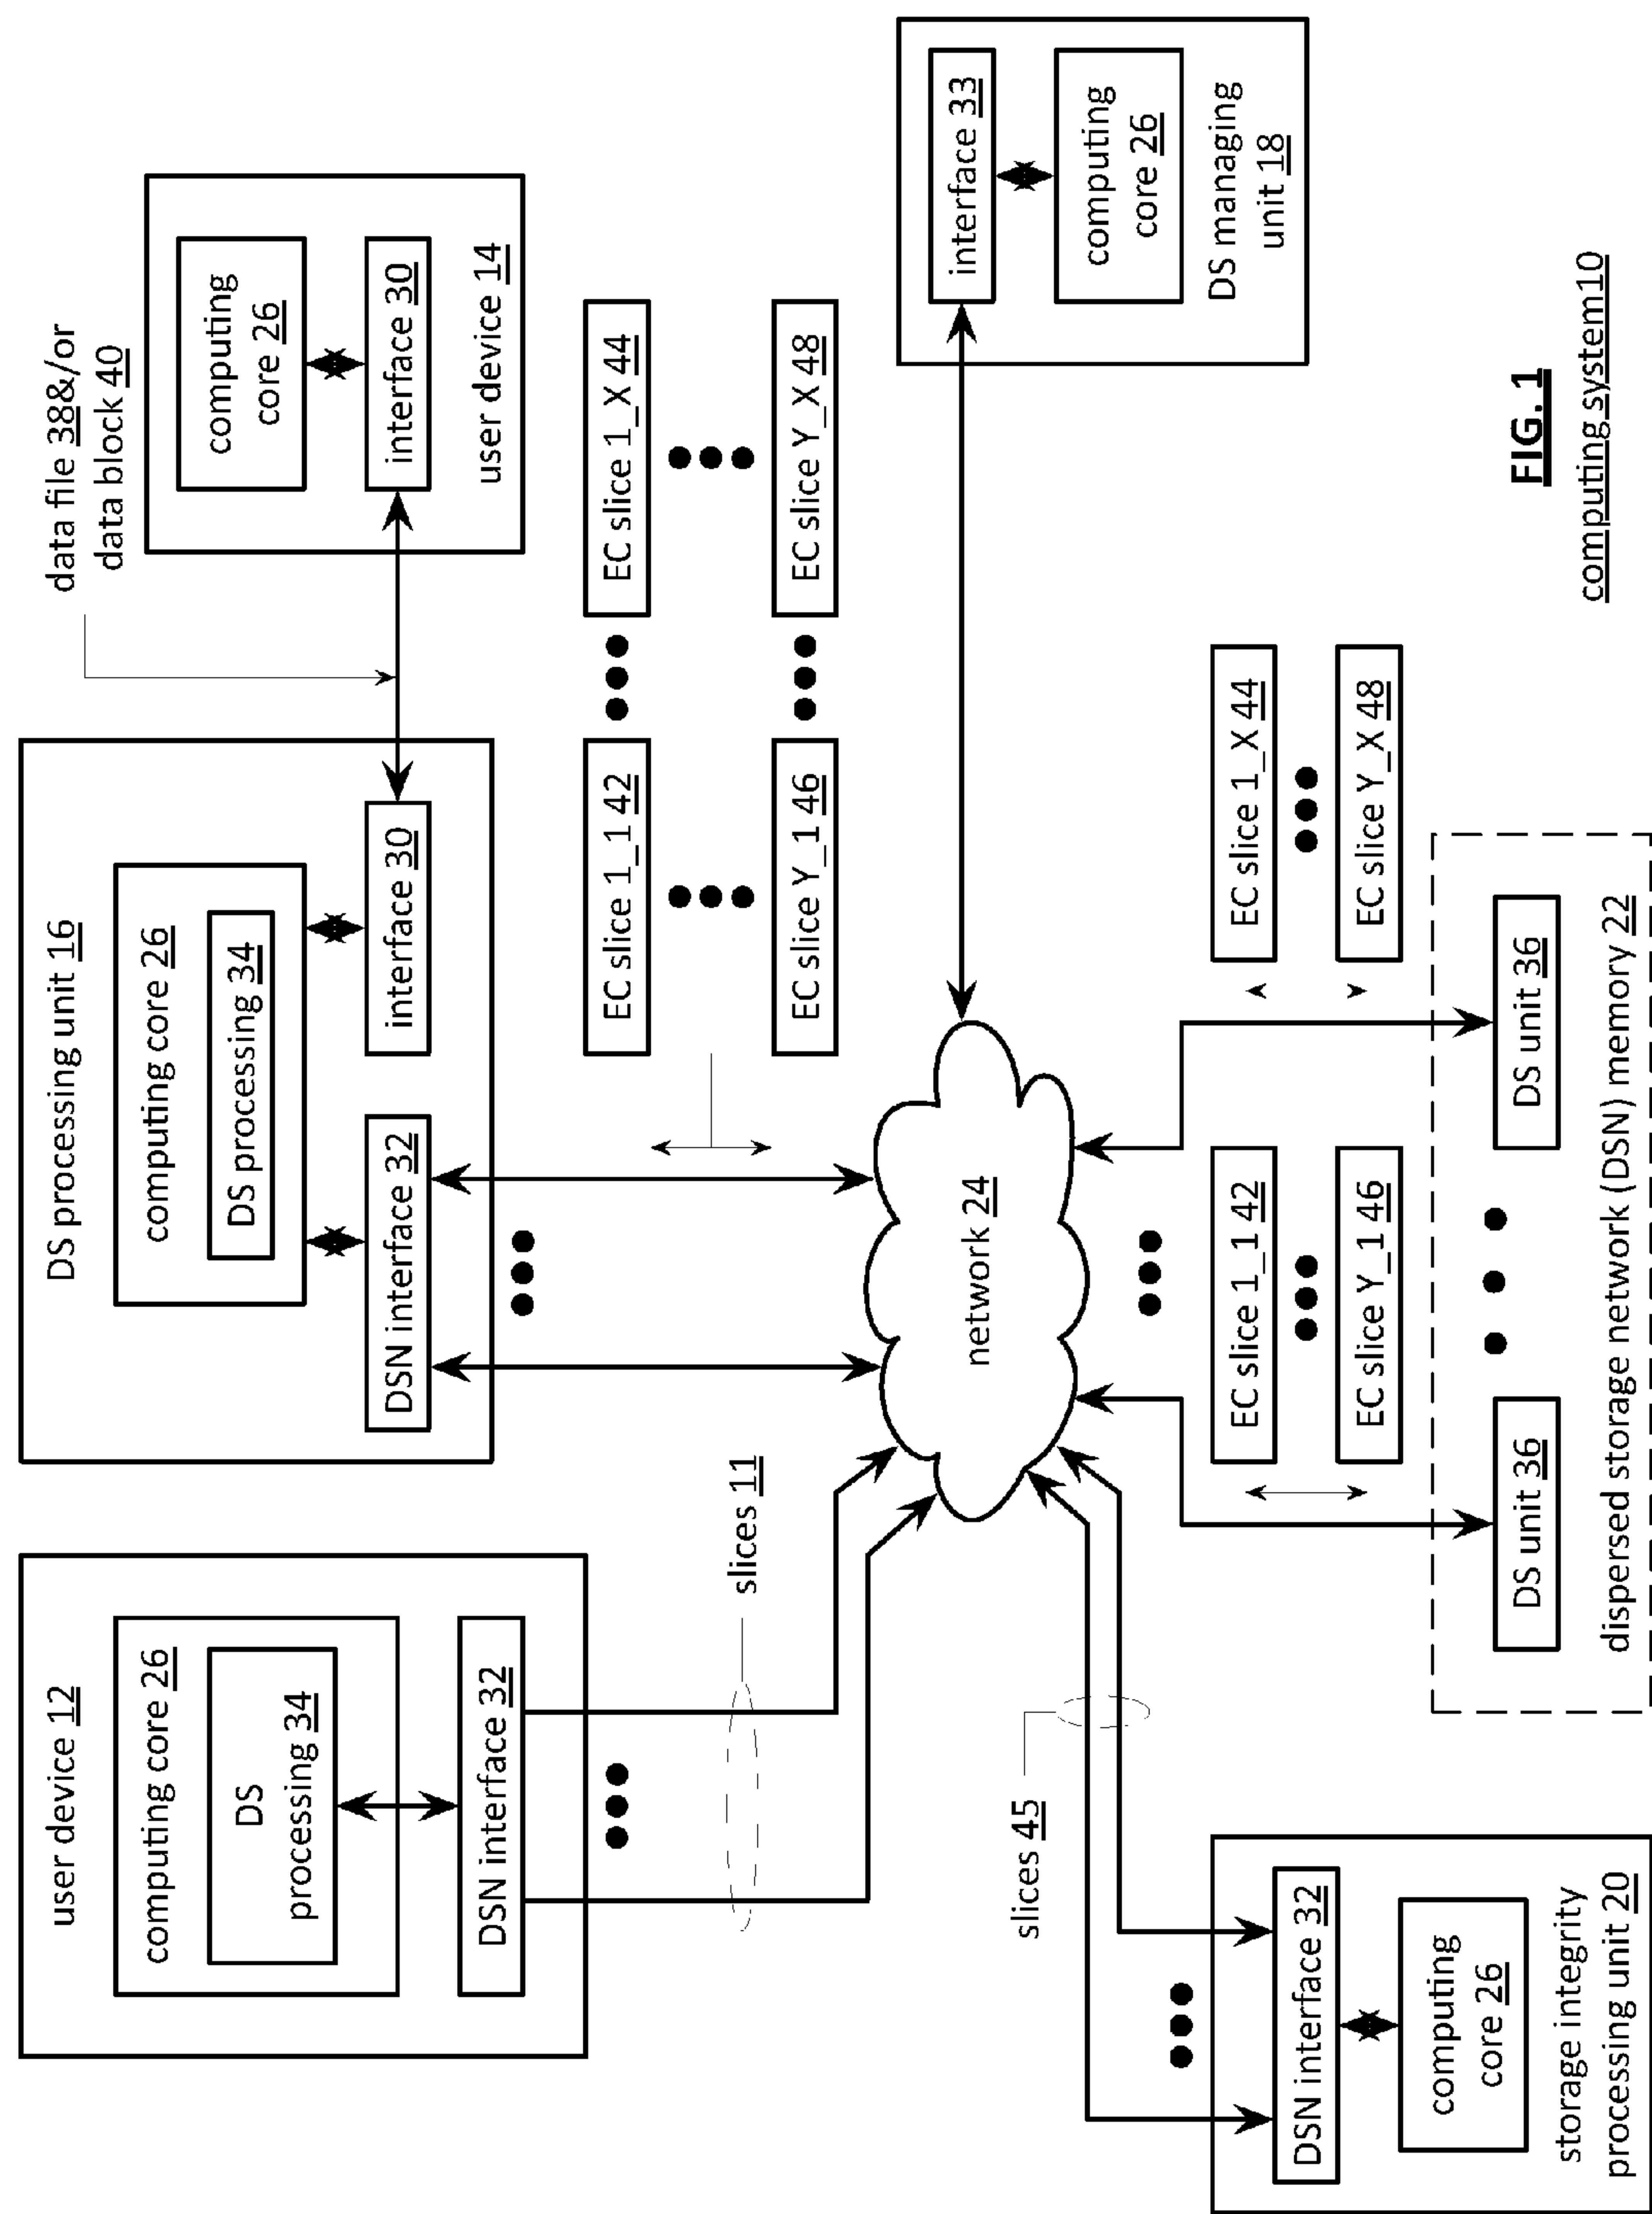 user device 12
computing core 26
DS
processing 34
DSN interface 32
slices 11
DS processing unit 16
computing core 26
DS processing 34
DSN interface 32
interface 30
data file 38&/or
data block 40
computing
core 26
interface 30
user device 14
EC slice 1_1 42
EC slice 1_X 44
EC slice Y_1 46
EC slice Y_X 48
network 24
interface 33
computing
core 26
DS managing
unit 18
slices 45
DSN interface 32
computing
core 26
storage integrity
processing unit 20
EC slice 1_1 42
EC slice 1_X 44
EC slice Y_1 46
EC slice Y_X 48
DS unit 36
DS unit 36
dispersed storage network (DSN) memory 22
FIG. 1
computing system10